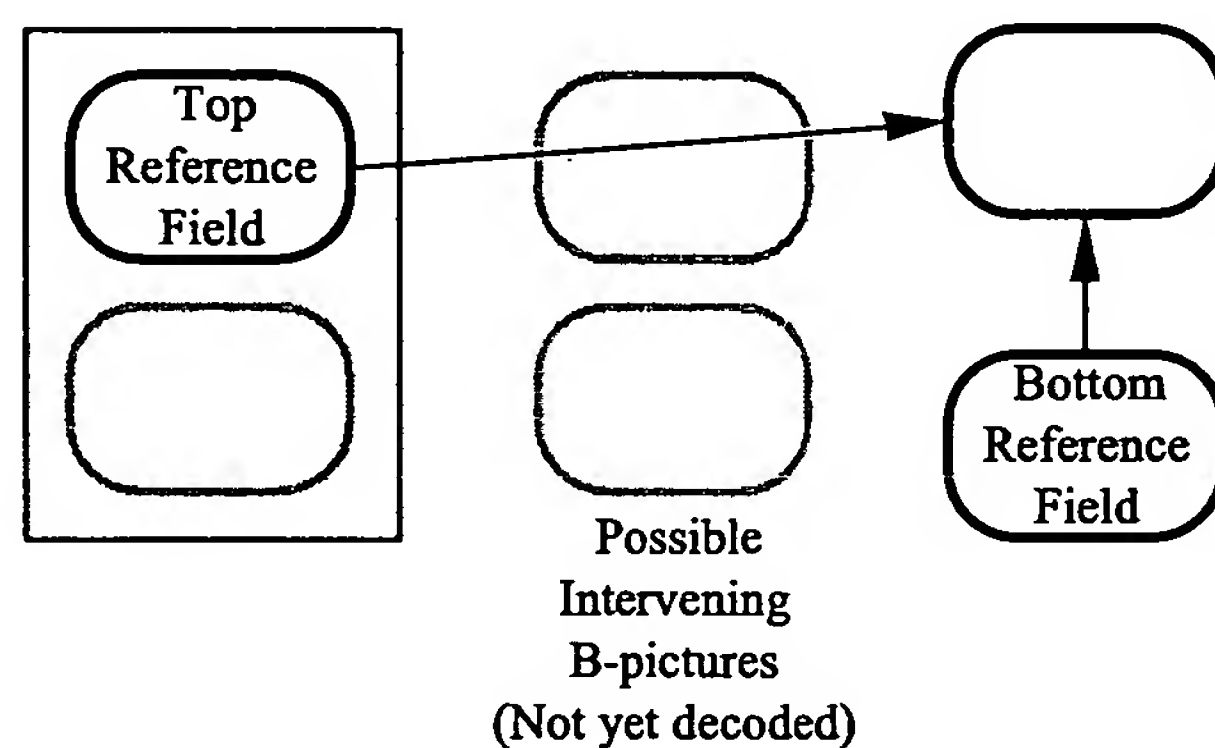 Top
Reference
Field
Bottom
Reference
Field
Possible
Intervening
B-pictures
(Not yet decoded)